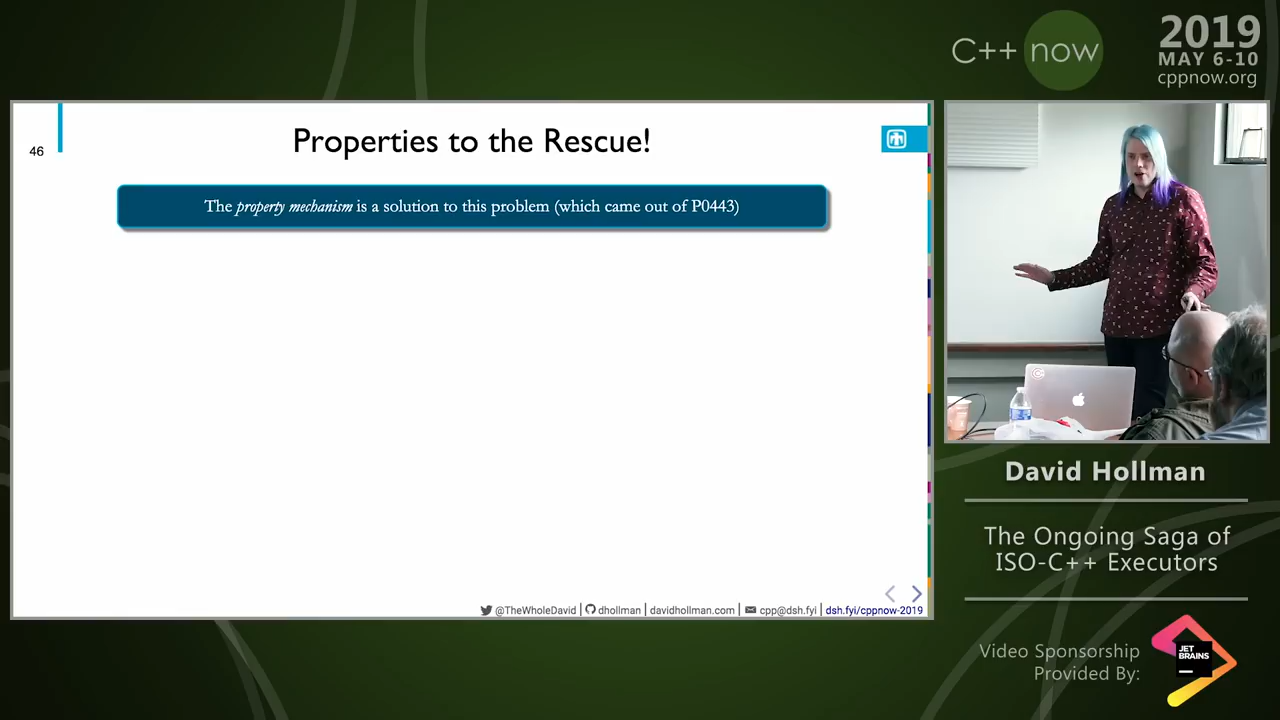 C++ now
2019
MAY 6-10
cppnow.org
46
Properties to the Rescue!
The property mechanism is a solution to this problem (which came out of P0443)
@TheWholeDavid | dhollman | davidhollman.com | cpp@dsh.fyi | dsh.fyi/cppnow-2019
David Hollman
The Ongoing Saga of
ISO-C++ Executors
Video Sponsorship
Provided By:
JET
BRAINS